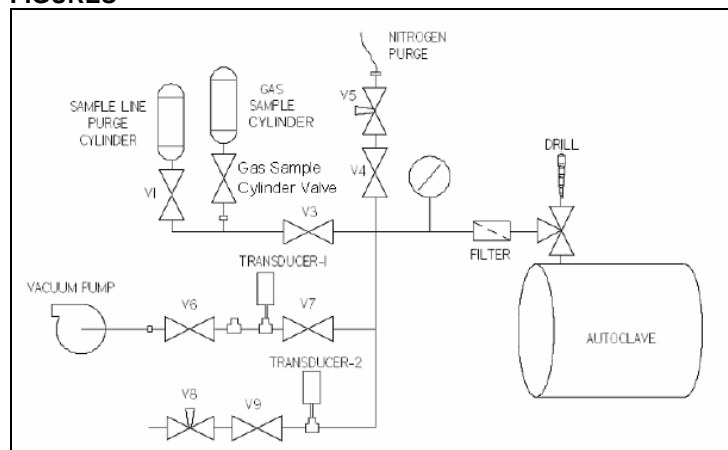 FIGURES
NITROGEN
PURGE
GAS
SAMPLE
CYLINDER
SAMPLE LINE
PURGE
CYLINDER
V5
DRILL
Gas Sample
Cylinder Valve
V4
V1
V3
FILTER
TRANSDUCER-1
VACUUM PUMP
V6
V7
AUTOCLAVE
TRANSDUCER-2
V8
V9